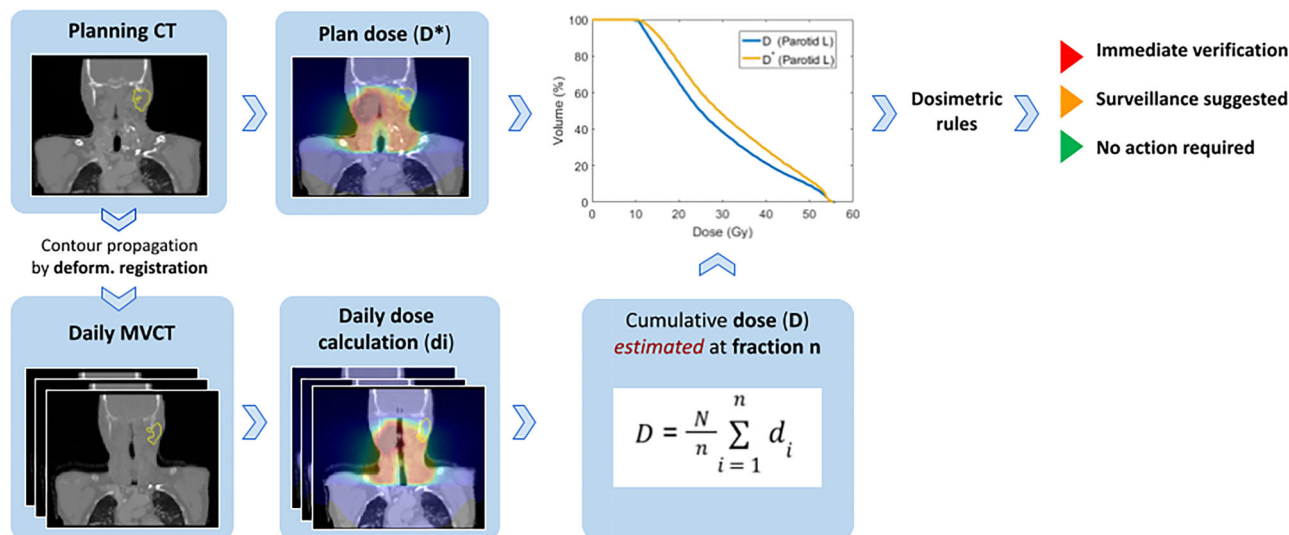 Planning CT
Plan dose (D*)
100
80
60
40
20
0
Volume (%)
D (Parotid L)
D* (Parotid L)
0 10 20 30 40 50 60
Dose (Gy)
Dosimetric
rules
Immediate verification
Surveillance suggested
No action required
Contour propagation
by deform. registration
Daily MVCT
Daily dose
calculation (di)
Cumulative dose (D)
estimated at fraction n
D = N/n ∑ i = 1 n d i